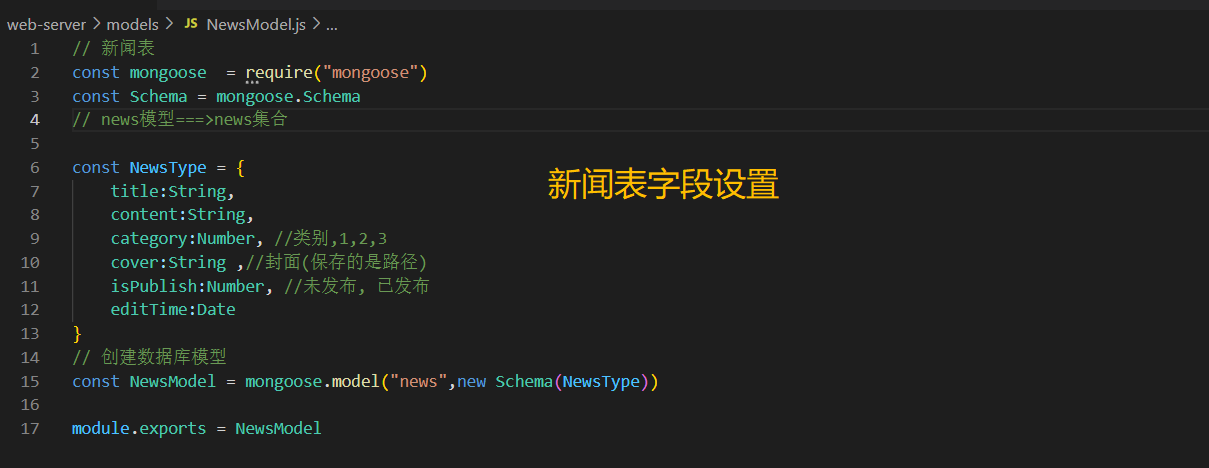 web-server > models > JS NewsModel.js > ...
1 // 新闻表
2 const mongoose  = require("mongoose")
3 const Schema = mongoose.Schema
4 // news模型===>news集合
5
6 const NewsType = {
新闻表字段设置
7     title:String,
8     content:String,
9     category:Number, //类别,1,2,3
10     cover:String ,//封面(保存的是路径)
11     isPublish:Number, //未发布, 已发布
12     editTime:Date
13 }
14 // 创建数据库模型
15 const NewsModel = mongoose.model("news",new Schema(NewsType))
16
17 module.exports = NewsModel